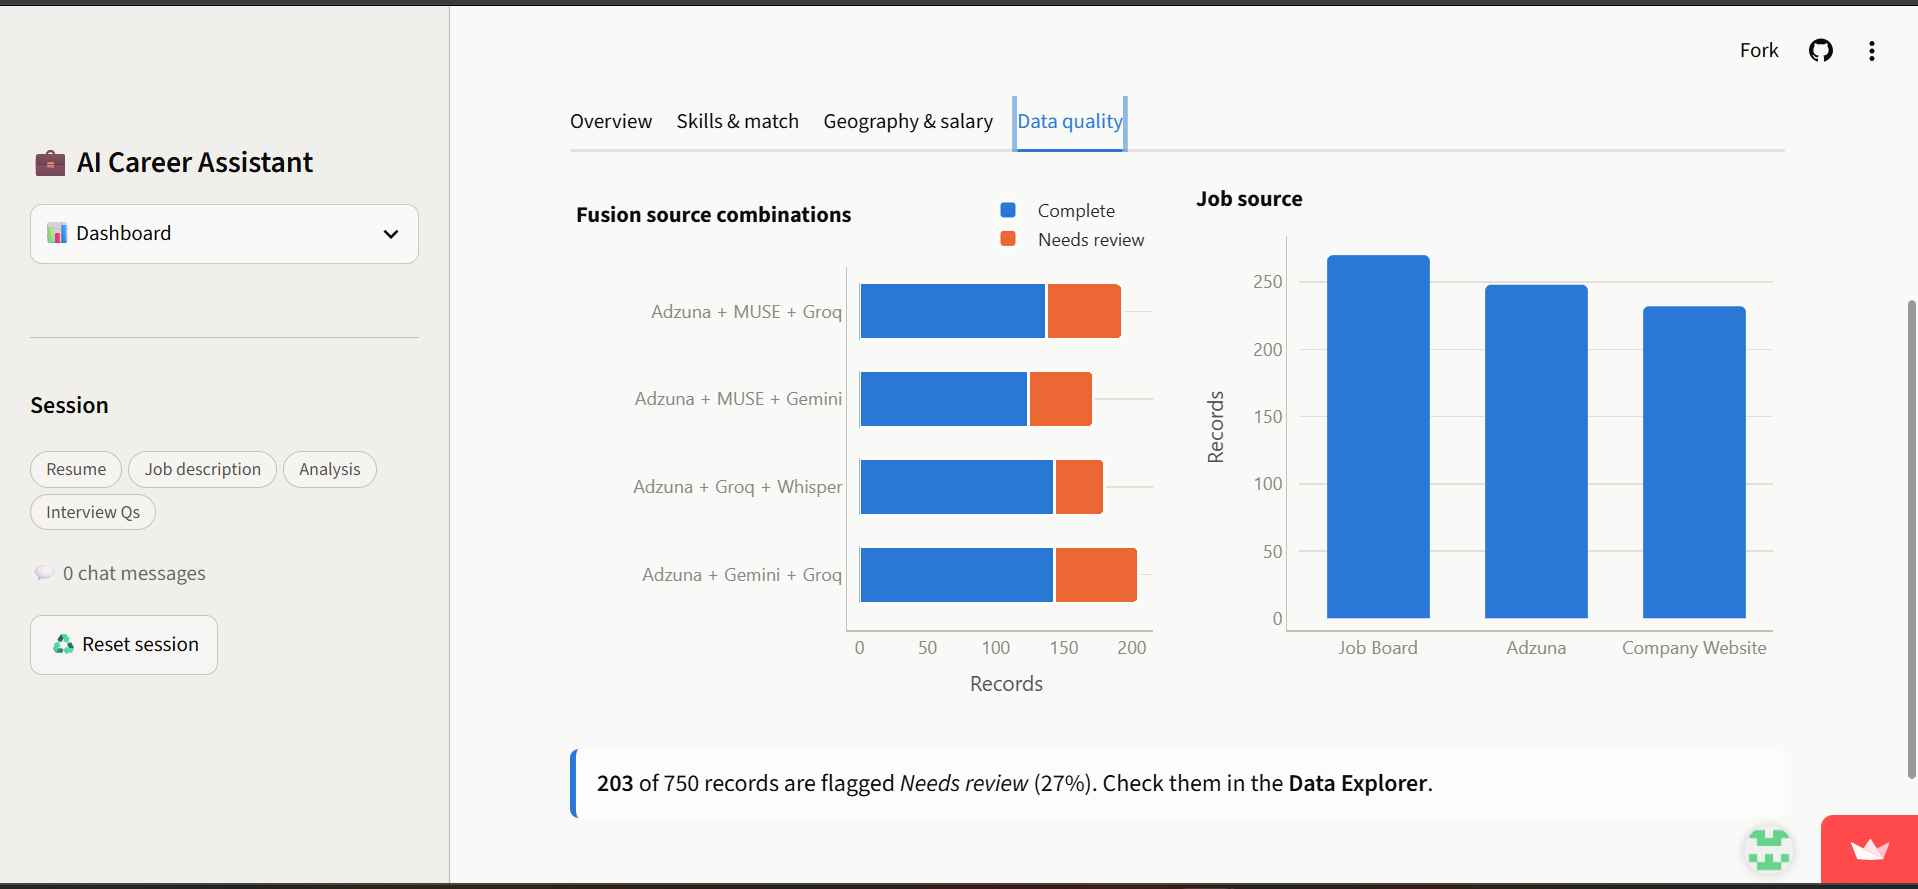 Fork
AI Career Assistant
Dashboard
Session
Resume
Job description
Analysis
Interview Qs
0 chat messages
Reset session
Overview
Skills & match
Geography & salary
Data quality
Fusion source combinations
Complete
Needs review
Adzuna + MUSE + Groq
Adzuna + MUSE + Gemini
Adzuna + Groq + Whisper
Adzuna + Gemini + Groq
0 50 100 150 200
Records
Job source
Records
250
200
150
100
50
0
Job Board
Adzuna
Company Website
203 of 750 records are flagged Needs review (27%). Check them in the Data Explorer.